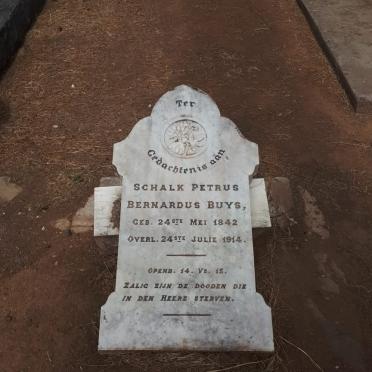 Ter
Gedachtenis aan
Schalk Petrus
Bernardus Buys,
Geb. 24ste Mei 1842
Overl. 24ste Julie 1914.
Openb. 14. Vs. 13.
Zalig zijn de dooden die
in den Heere sterven.